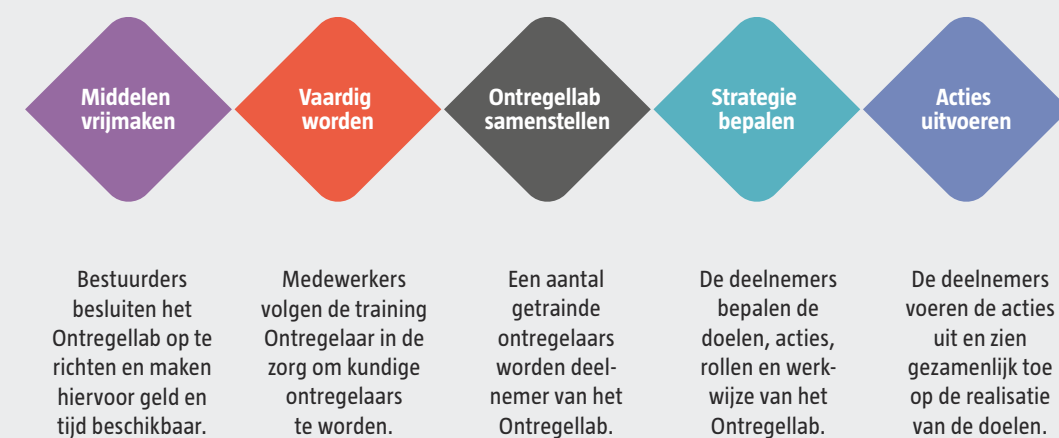 Middelen
vrijmaken
Vaardig
worden
Ontregellab
samenstellen
Strategie
bepalen
Acties
uitvoeren
Bestuurders
besluiten het
Ontregellab op te
richten en maken
hiervoor geld en
tijd beschikbaar.
Medewerkers
volgen de training
Ontregelaar in de
zorg om kundige
ontregelaars
te worden.
Een aantal
getrainde
ontregelaars
worden deel-
nemer van het
Ontregellab.
De deelnemers
bepalen de
doelen, acties,
rollen en werk-
wijze van het
Ontregellab.
De deelnemers
voeren de acties
uit en zien
gezamenlijk toe
op de realisatie
van de doelen.